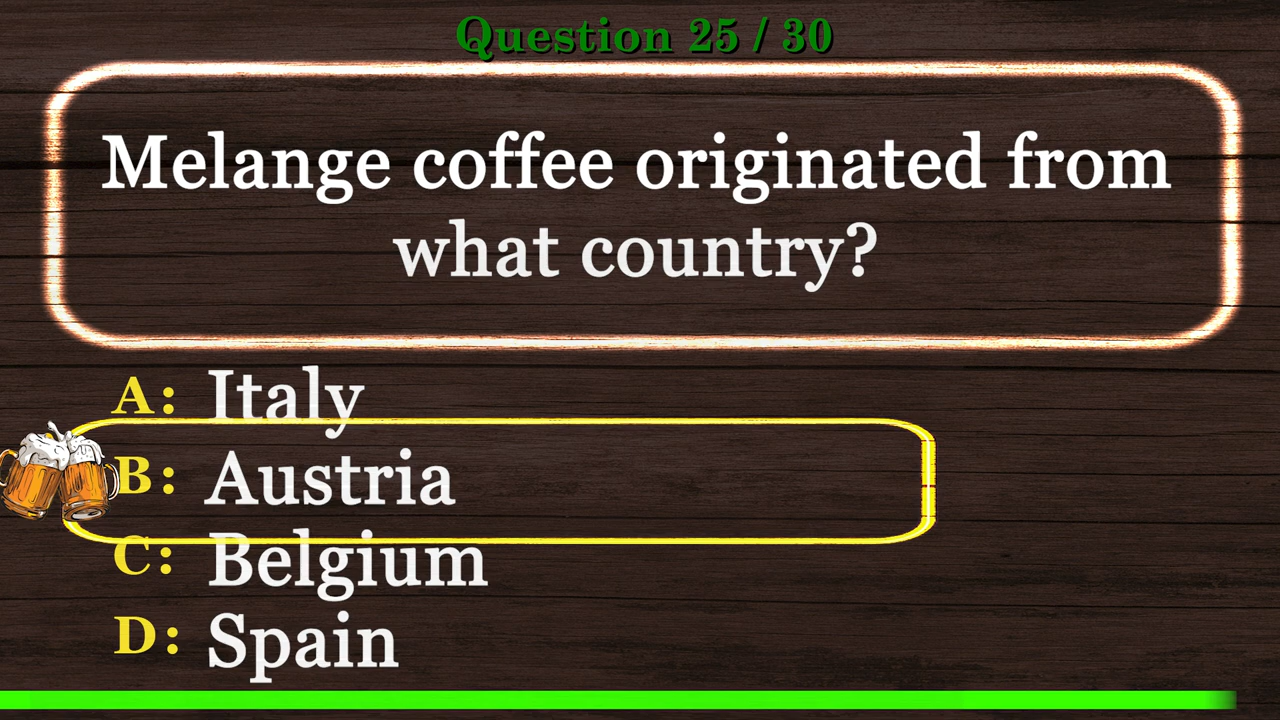 Question 25 / 30
Melange coffee originated from
what country?
A: Italy
B: Austria
C: Belgium
D: Spain